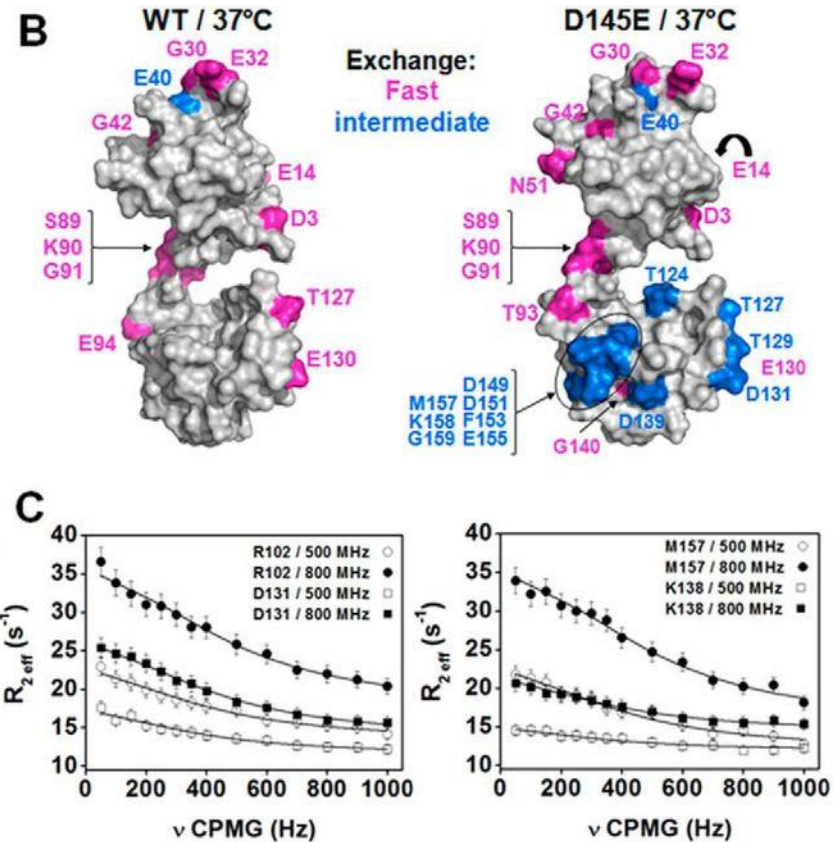 B
WT / 37ºC
D145E / 37ºC
G30
E32
E40
G42
E14
D3
S89
K90
G91
T127
E94
E130
Exchange:
Fast
intermediate
G30
E32
E40
G42
N51
E14
D3
S89
K90
G91
T93
T124
T127
T129
E130
D131
D149
M157 D151
K158 F153
G159 E155
G140
D139
C
R2 eff (s-1)
40
35
30
25
20
15
10
R102 / 500 MHz
R102 / 800 MHz
D131 / 500 MHz
D131 / 800 MHz
0 200 400 600 800 1000
ν CPMG (Hz)
R2 eff (s-1)
40
35
30
25
20
15
10
M157 / 500 MHz
M157 / 800 MHz
K138 / 500 MHz
K138 / 800 MHz
0 200 400 600 800 1000
ν CPMG (Hz)